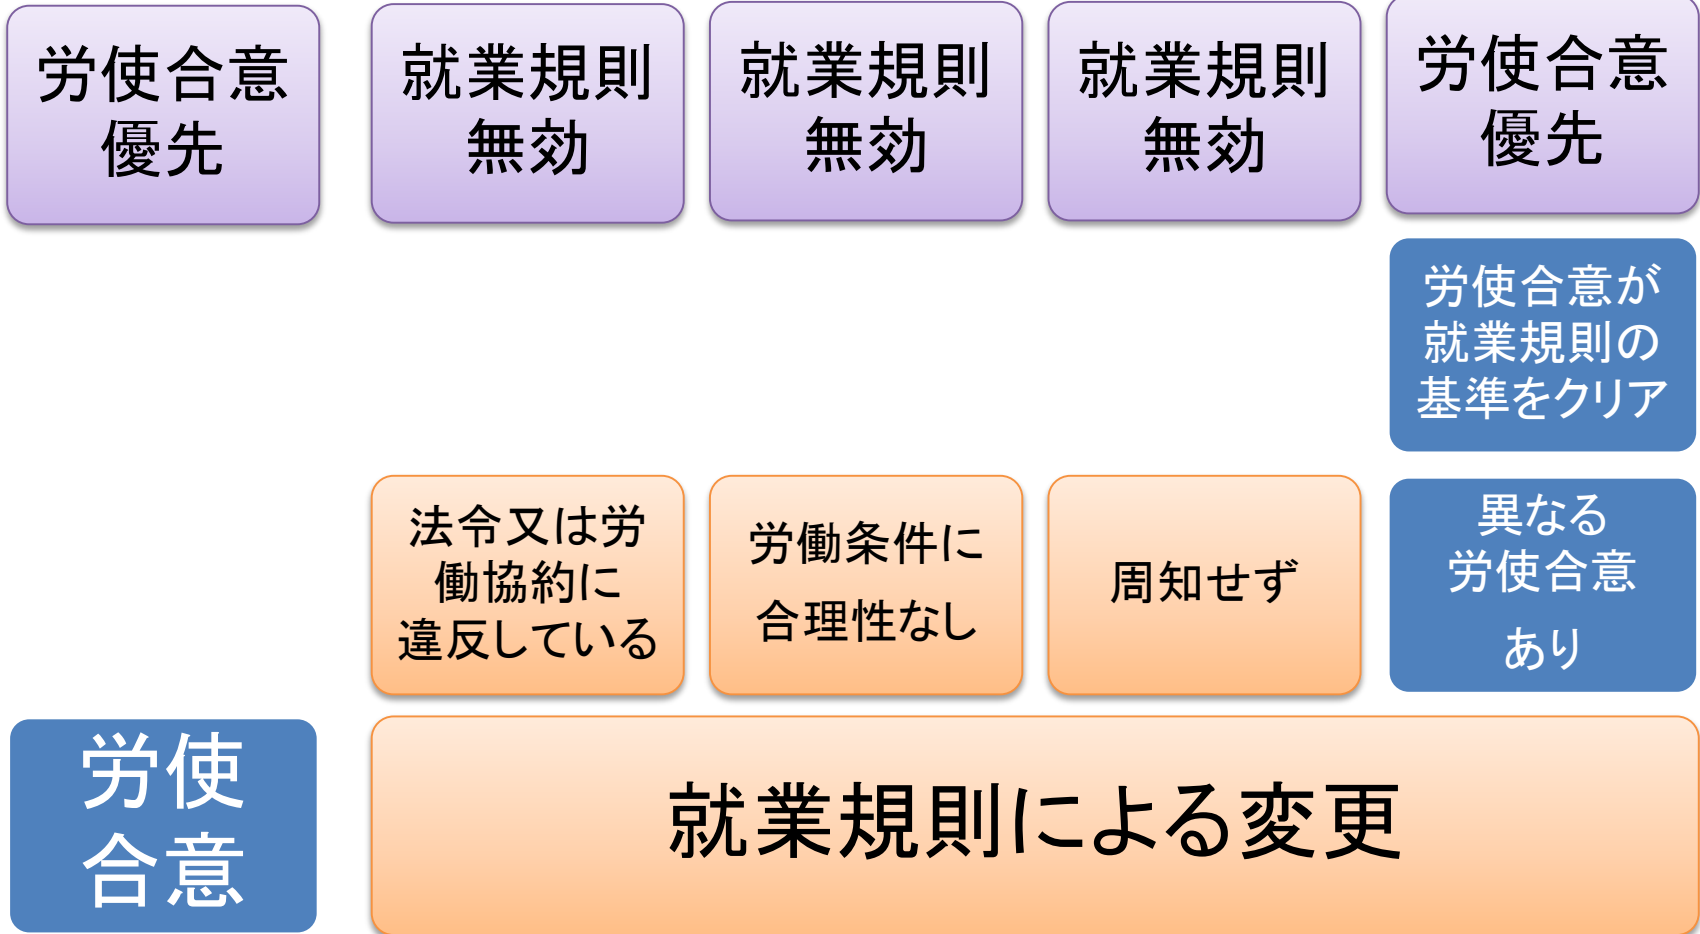 労使合意
優先
就業規則
無効
就業規則
無効
就業規則
無効
労使合意
優先
労使合意が
就業規則の
基準をクリア
法令又は労
働協約に
違反している
労働条件に
合理性なし
周知せず
異なる
労使合意
あり
労使
合意
就業規則による変更